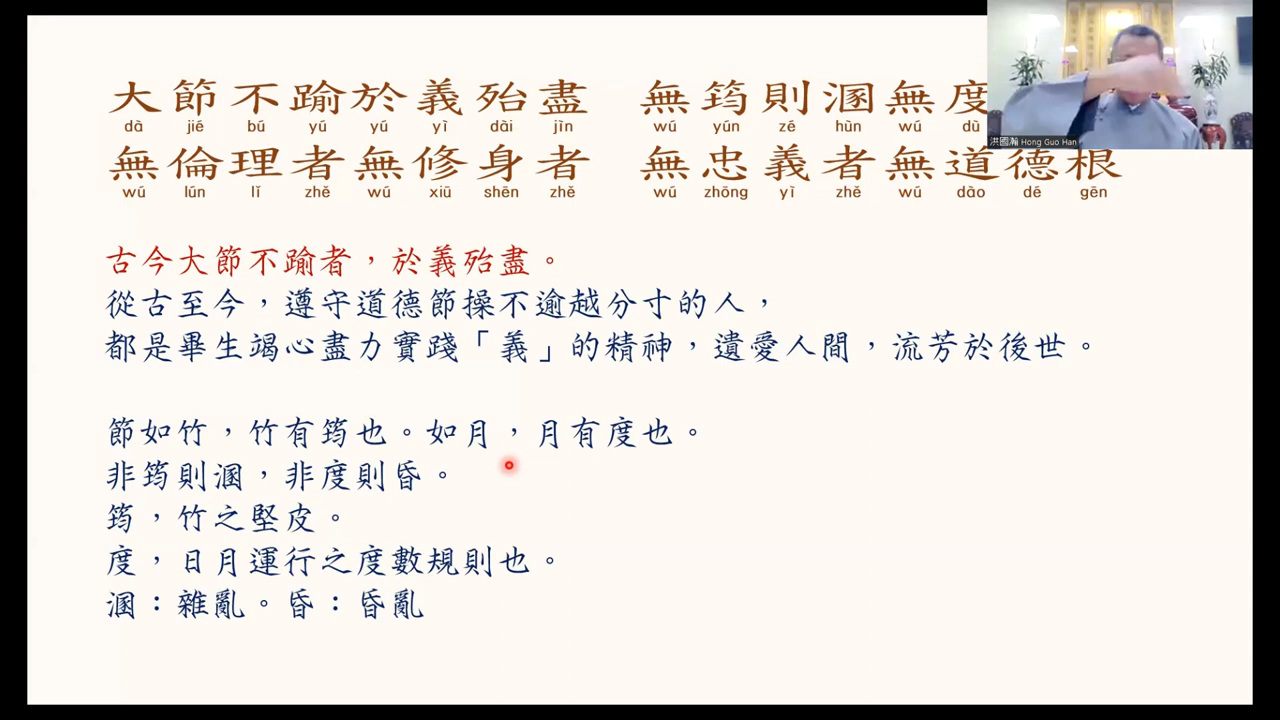 大節不踰於義殆盡 無筠則溷無度
dà jié bú yú yú yì dài jìn wú yún zé hùn wú dù
無倫理者無修身者 無忠義者無道德根
wú lún lǐ zhě wú xiū shēn zhě wú zhōng yì zhě wú dào dé gēn
洪國瀚 Hong Guo Han
古今大節不踰者，於義殆盡。
從古至今，遵守道德節操不逾越分寸的人，
都是畢生竭心盡力實踐「義」的精神，遺愛人間，流芳於後世。
節如竹，竹有筠也。如月，月有度也。
非筠則溷，非度則昏。
筠，竹之堅皮。
度，日月運行之度數規則也。
溷：雜亂。昏：昏亂